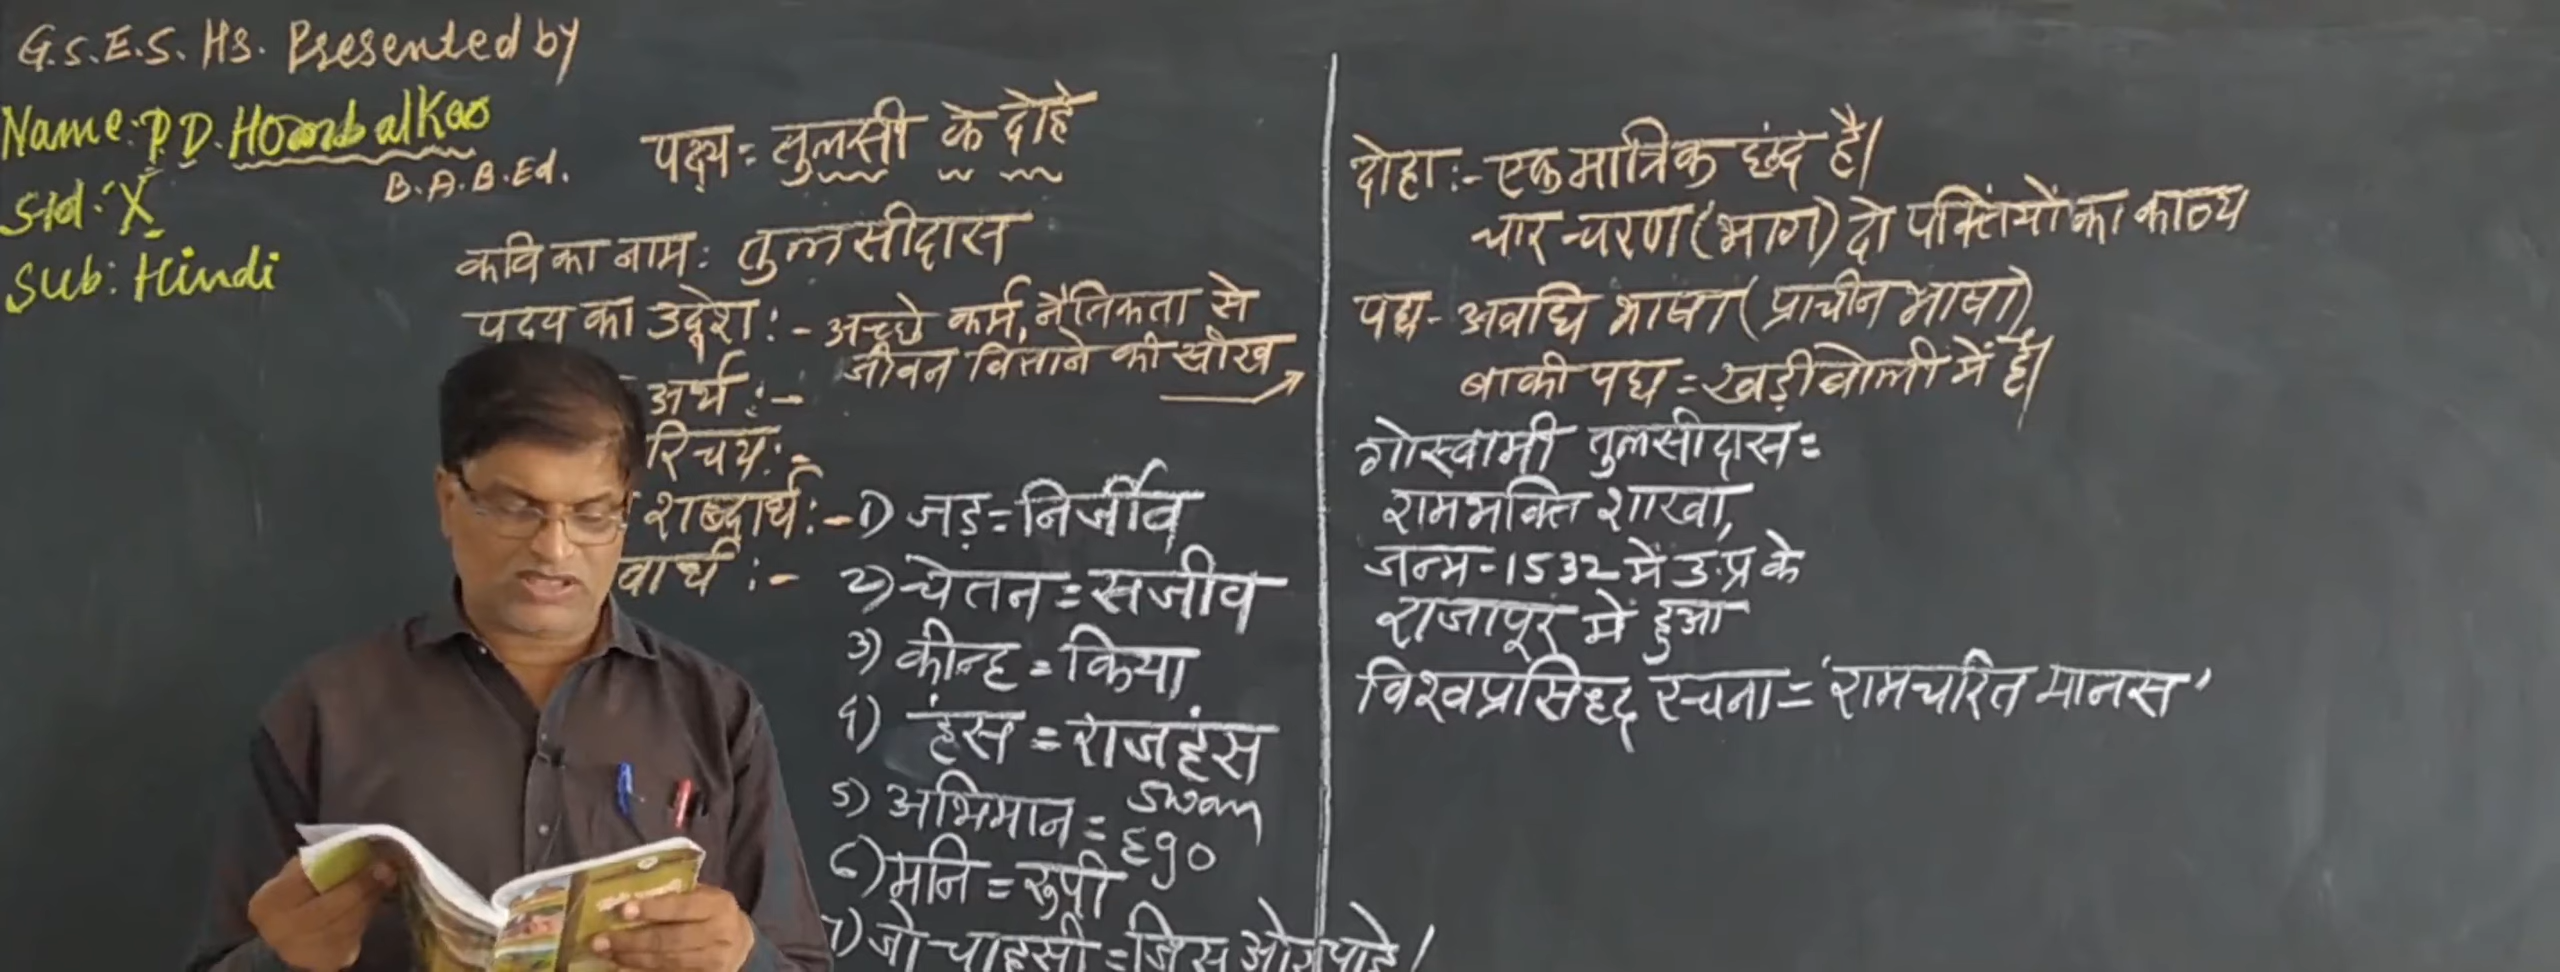 G.S.E.S. HS. Presented by
Name: P.D. Hombalkar
B.A.B.Ed.
Std: X
Sub: Hindi
पद्य = तुलसी के दोहे
कवि का नाम: तुलसीदास
पदय का उद्देश :- अच्छे कर्म, नैतिकता से
जीवन बिताने की सीख
अर्थ :-
रिचय :-
शब्दार्थ :- 1) जड़ = निर्जीव
वार्थ :-
2) चेतन = सजीव
3) कीन्ह = किया
4) हंस = राजहंस
swan
5) अभिमान = Ego
6) मनि = रुपी
7) जो चाहसी = जिस ओर चाहे
दोहा :- एक मात्रिक छंद है।
चार चरण (भाग) दो पंक्तियों का काव्य
पद्य - अवधि भाषा (प्राचीन भाषा)
बाकी पद्य = खड़ीबोली में है।
गोस्वामी तुलसीदास =
रामभक्ति शाखा,
जन्म - 1532 में उ.प्र के
राजापूर में हुआ
विश्वप्रसिद्द रचना = 'रामचरित मानस'